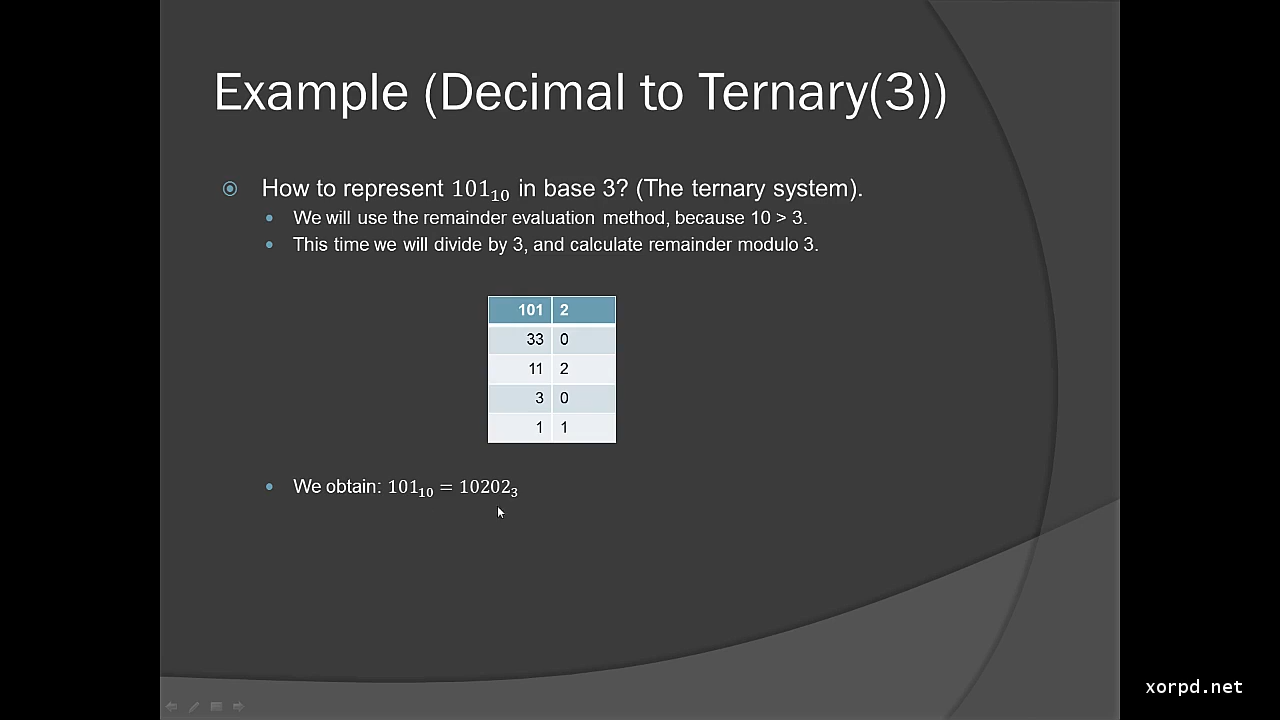 Example (Decimal to Ternary(3))
How to represent 101₁₀ in base 3? (The ternary system).
We will use the remainder evaluation method, because 10 > 3.
This time we will divide by 3, and calculate remainder modulo 3.
101 2
33 0
11 2
3 0
1 1
We obtain: 101₁₀ = 10202₃
xorpd.net